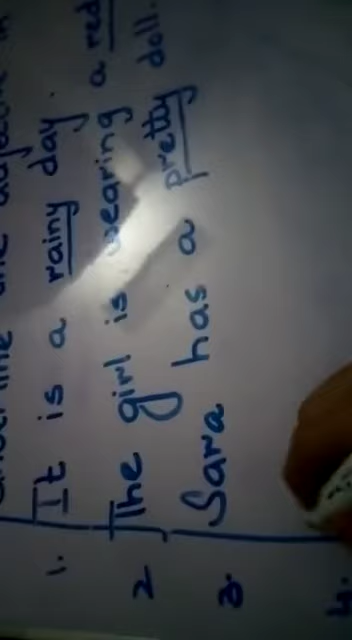 1. It is a rainy day.
2 The girl is wearing a red
3. Sara has a pretty doll.
4.